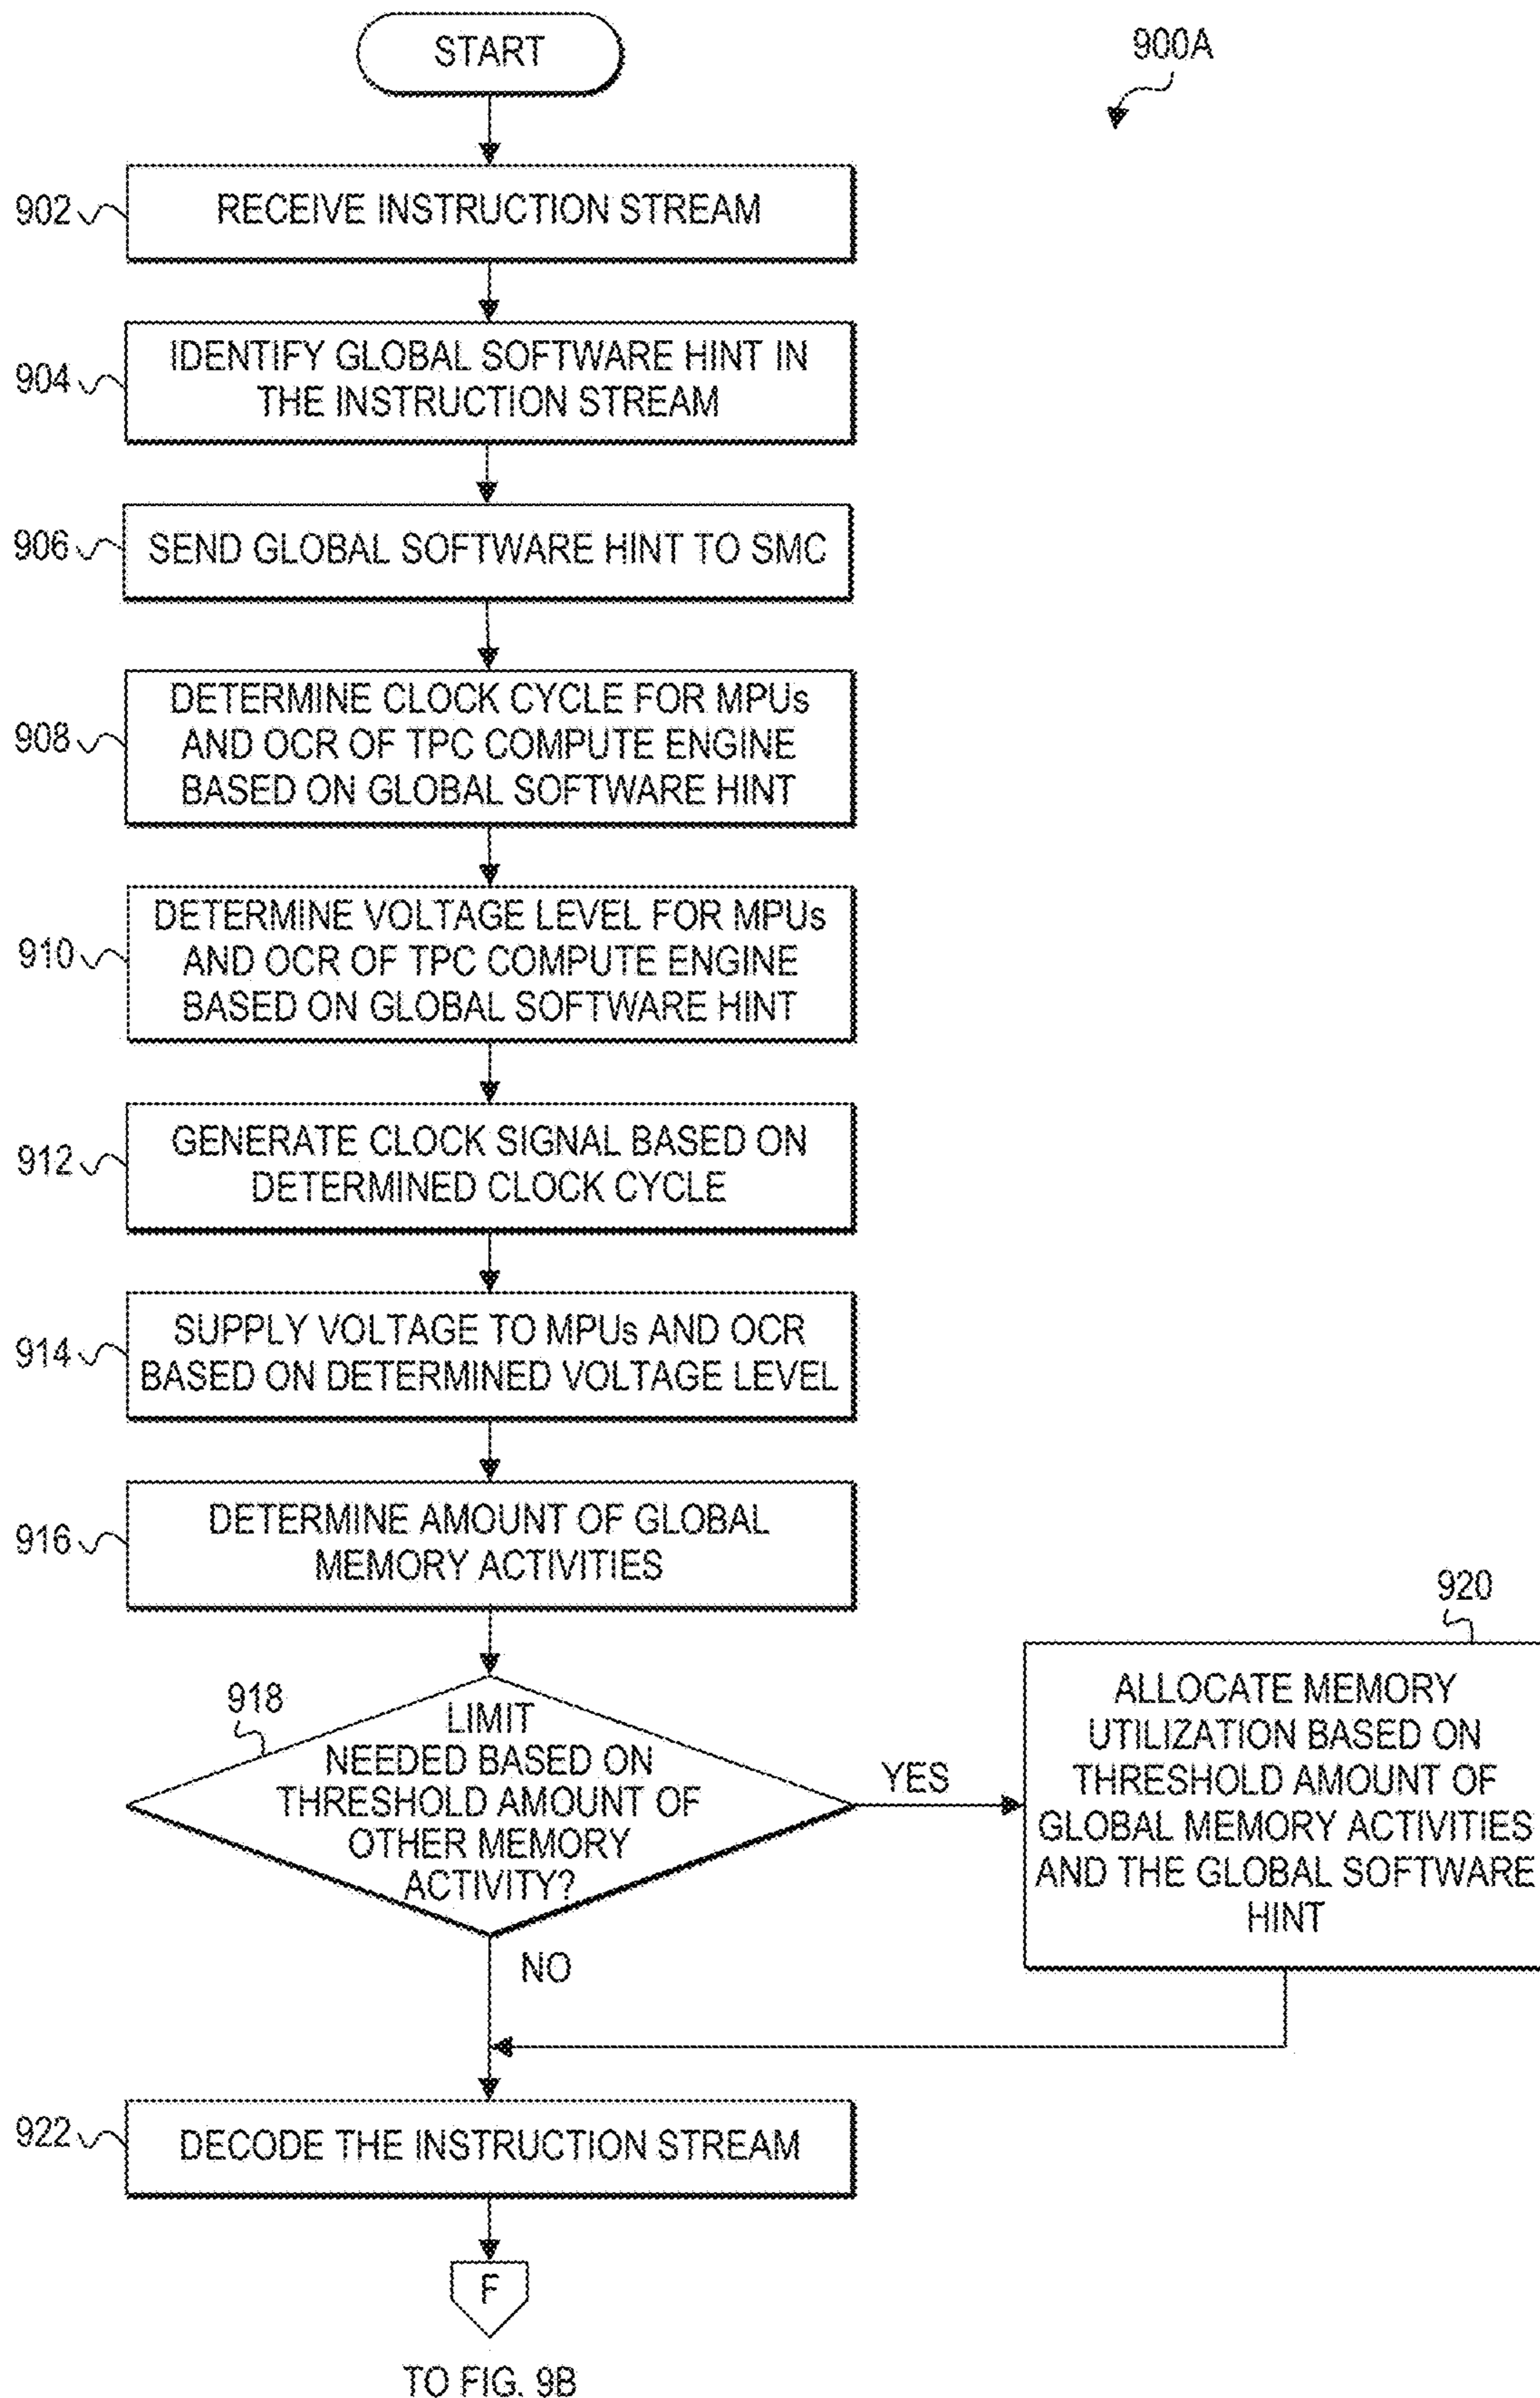 START
900A
902
RECEIVE INSTRUCTION STREAM
904
IDENTIFY GLOBAL SOFTWARE HINT IN
THE INSTRUCTION STREAM
906
SEND GLOBAL SOFTWARE HINT TO SMC
908
DETERMINE CLOCK CYCLE FOR MPUs
AND OCR OF TPC COMPUTE ENGINE
BASED ON GLOBAL SOFTWARE HINT
910
DETERMINE VOLTAGE LEVEL FOR MPUs
AND OCR OF TPC COMPUTE ENGINE
BASED ON GLOBAL SOFTWARE HINT
912
GENERATE CLOCK SIGNAL BASED ON
DETERMINED CLOCK CYCLE
914
SUPPLY VOLTAGE TO MPUs AND OCR
BASED ON DETERMINED VOLTAGE LEVEL
916
DETERMINE AMOUNT OF GLOBAL
MEMORY ACTIVITIES
918
LIMIT
NEEDED BASED ON
THRESHOLD AMOUNT OF
OTHER MEMORY
ACTIVITY?
YES
920
ALLOCATE MEMORY
UTILIZATION BASED ON
THRESHOLD AMOUNT OF
GLOBAL MEMORY ACTIVITIES
AND THE GLOBAL SOFTWARE
HINT
NO
922
DECODE THE INSTRUCTION STREAM
F
TO FIG. 9B